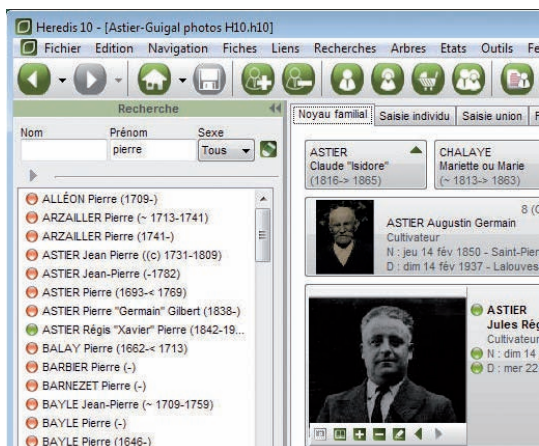 Heredis 10 - [Astier-Guigal photos H10.h10]
Fichier Edition Navigation Fiches Liens Recherches Arbres Etats Outils Fe
Recherche
Nom Prénom Sexe
pierre Tous
ALLÉON Pierre (1709-)
ARZAILLER Pierre (~ 1713-1741)
ARZAILLER Pierre (1741-)
ASTIER Jean Pierre ((c) 1731-1809)
ASTIER Jean-Pierre (-1782)
ASTIER Pierre (1693-< 1769)
ASTIER Pierre "Germain" Gilbert (1838-)
ASTIER Régis "Xavier" Pierre (1842-19...
BALAY Pierre (1662-< 1713)
BARBIER Pierre (-)
BARNEZET Pierre (-)
BAYLE Jean-Pierre (~ 1709-1759)
BAYLE Pierre (-)
BAYLE Pierre (1646-)
Noyau familial Saisie individu Saisie union F
ASTIER
Claude "Isidore"
(1816-> 1865)
CHALAYE
Mariette ou Marie
(~ 1813-> 1863)
8 (C
ASTIER Augustin Germain
Cultivateur
N : jeu 14 fév 1850 - Saint-Pier
D : dim 14 fév 1937 - Lalouves
ASTIER
Jules Rég
Cultivateur
N : dim 14
D : mer 22